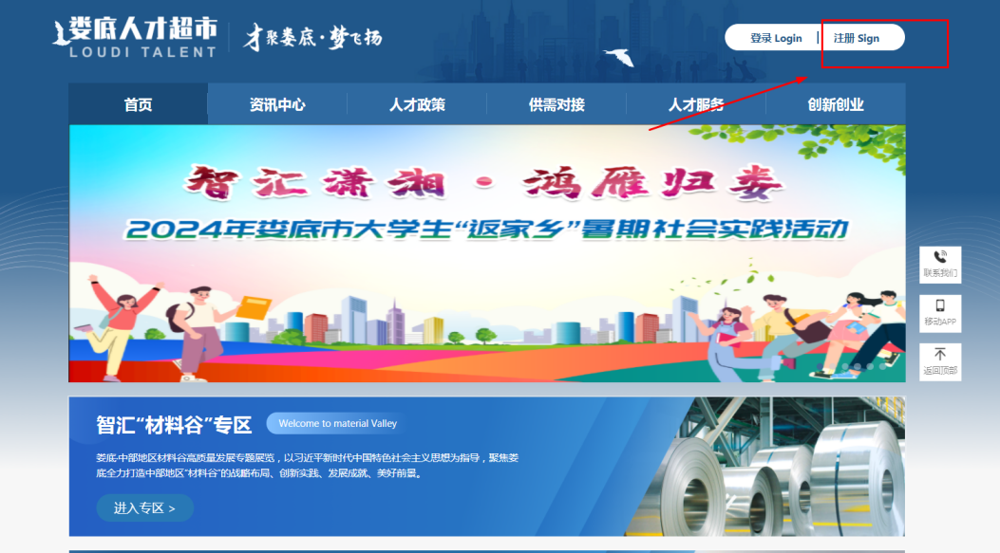 娄底人才超市
LOUDI TALENT
才聚娄底·梦飞扬
登录 Login
注册 Sign
首页
资讯中心
人才政策
供需对接
人才服务
创新创业
智汇潇湘·鸿雁归娄
2024年娄底市大学生“返家乡”暑期社会实践活动
联系我们
移动APP
返回顶部
智汇“材料谷”专区
Welcome to material Valley
娄底·中部地区材料谷高质量发展专题展览，以习近平新时代中国特色社会主义思想为指导，聚焦娄
底全力打造中部地区“材料谷”的战略布局、创新实践、发展成就、美好前景。
进入专区 >